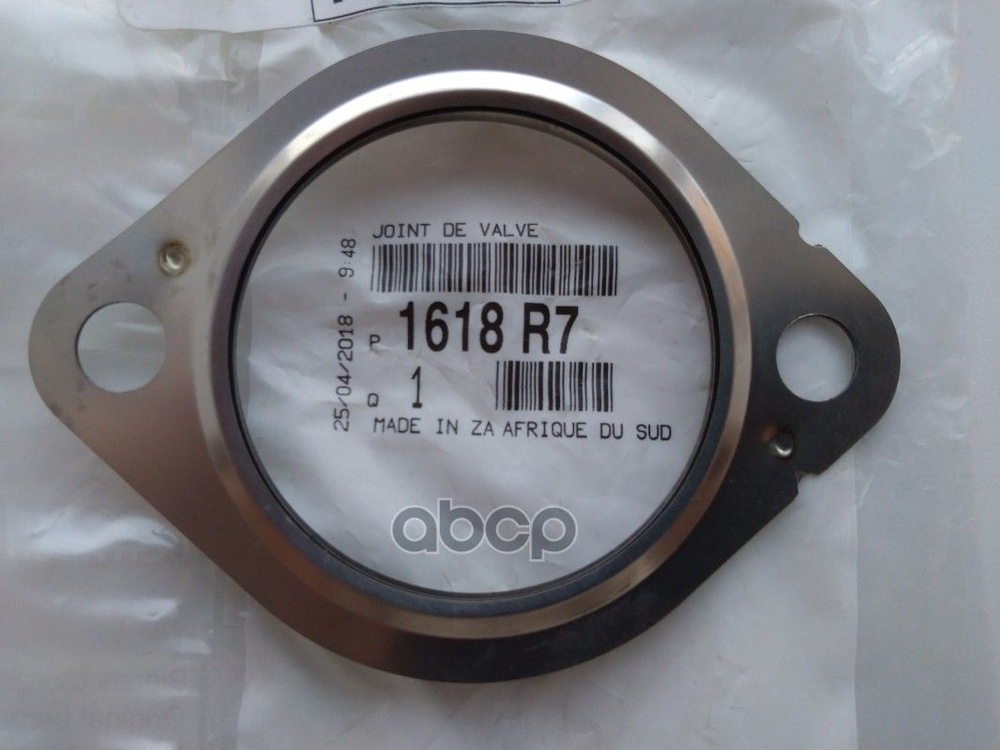 JOINT DE VALVE
P 1618 R7
Q 1
MADE IN ZA AFRIQUE DU SUD
25/04/2018 - 9:48
abcp